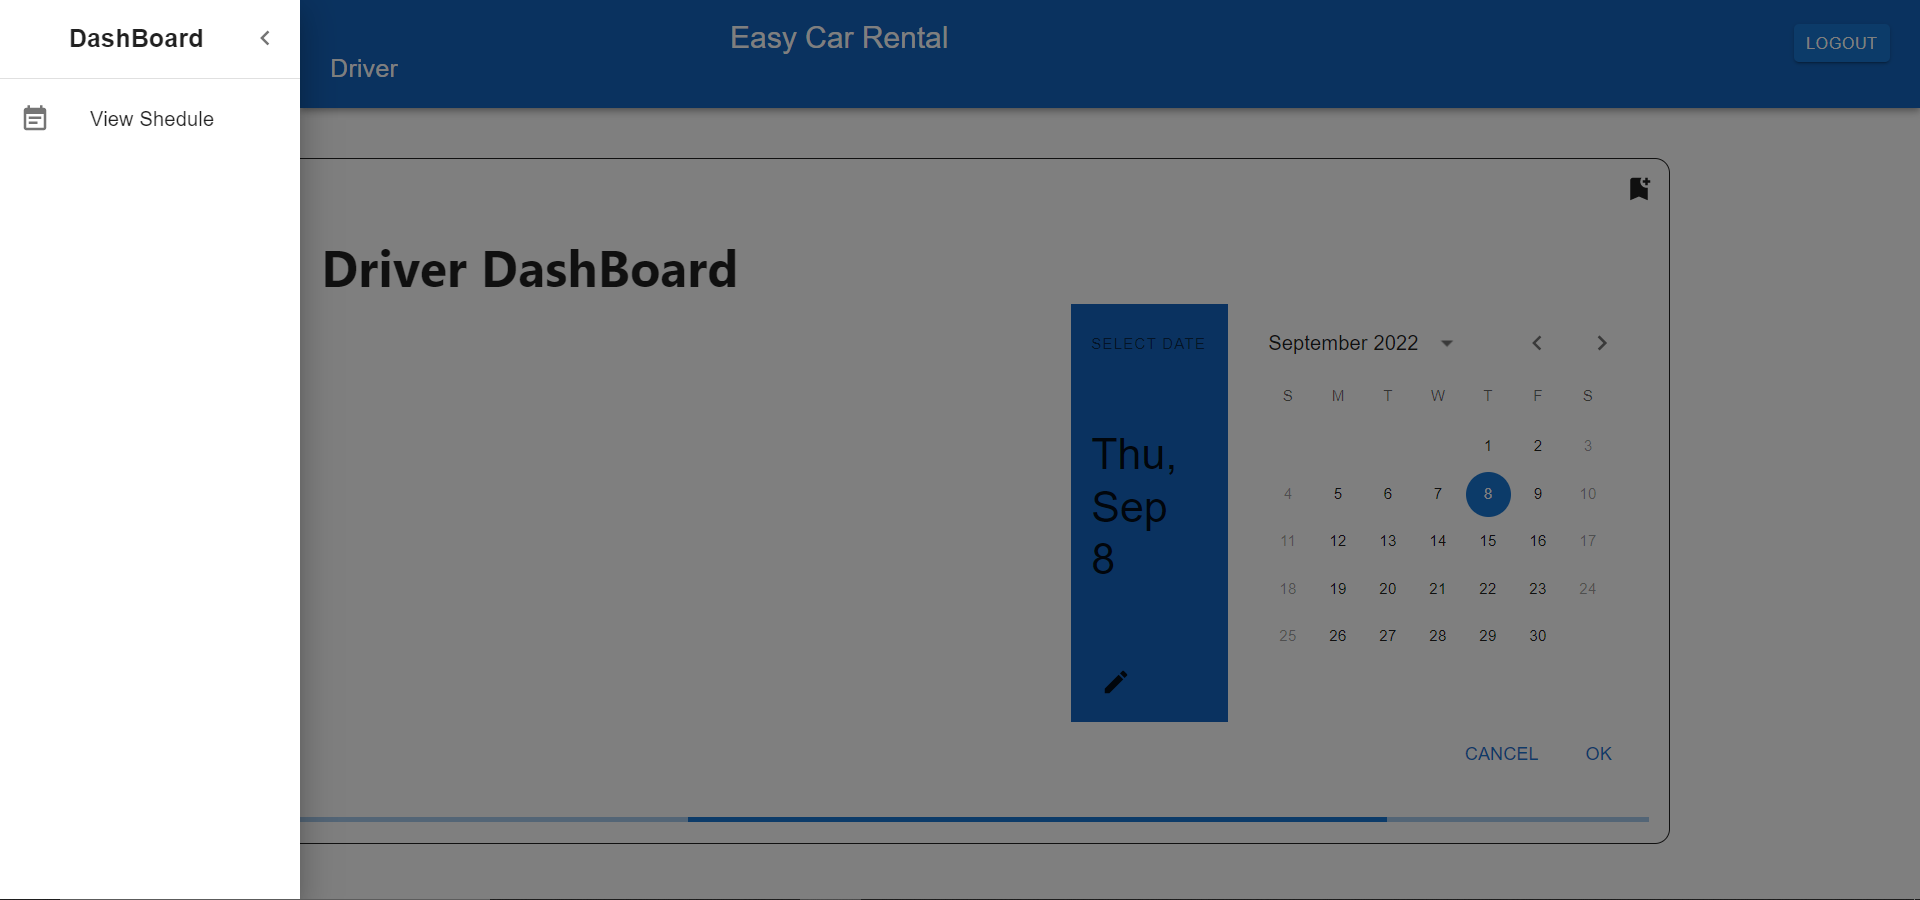 DashBoard
View Shedule
Easy Car Rental
Driver
LOGOUT
Driver DashBoard
SELECT DATE
Thu,
Sep
8
September 2022
S M T W T F S
1 2 3
4 5 6 7 8 9 10
11 12 13 14 15 16 17
18 19 20 21 22 23 24
25 26 27 28 29 30
CANCEL OK